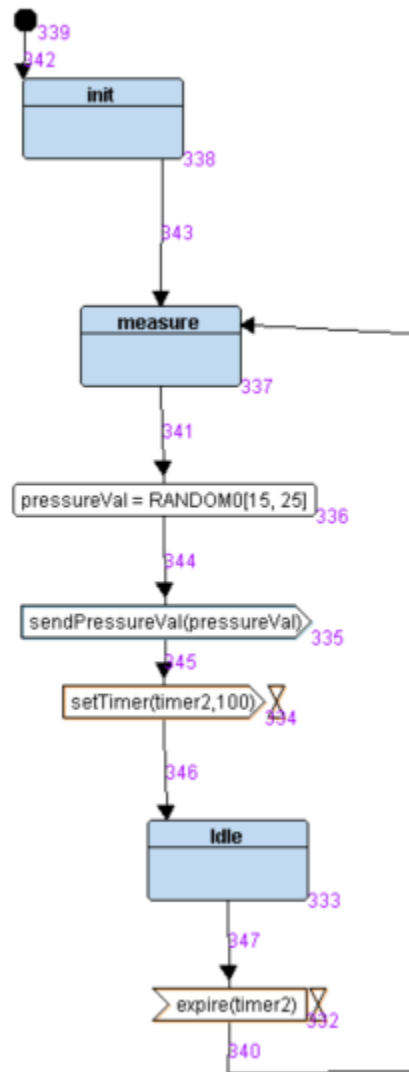 339
342
init
338
343
measure
337
341
pressureVal = RANDOM0[15, 25]
336
344
sendPressureVal(pressureVal)
335
345
setTimer(timer2,100)
334
346
Idle
333
347
expire(timer2)
332
340